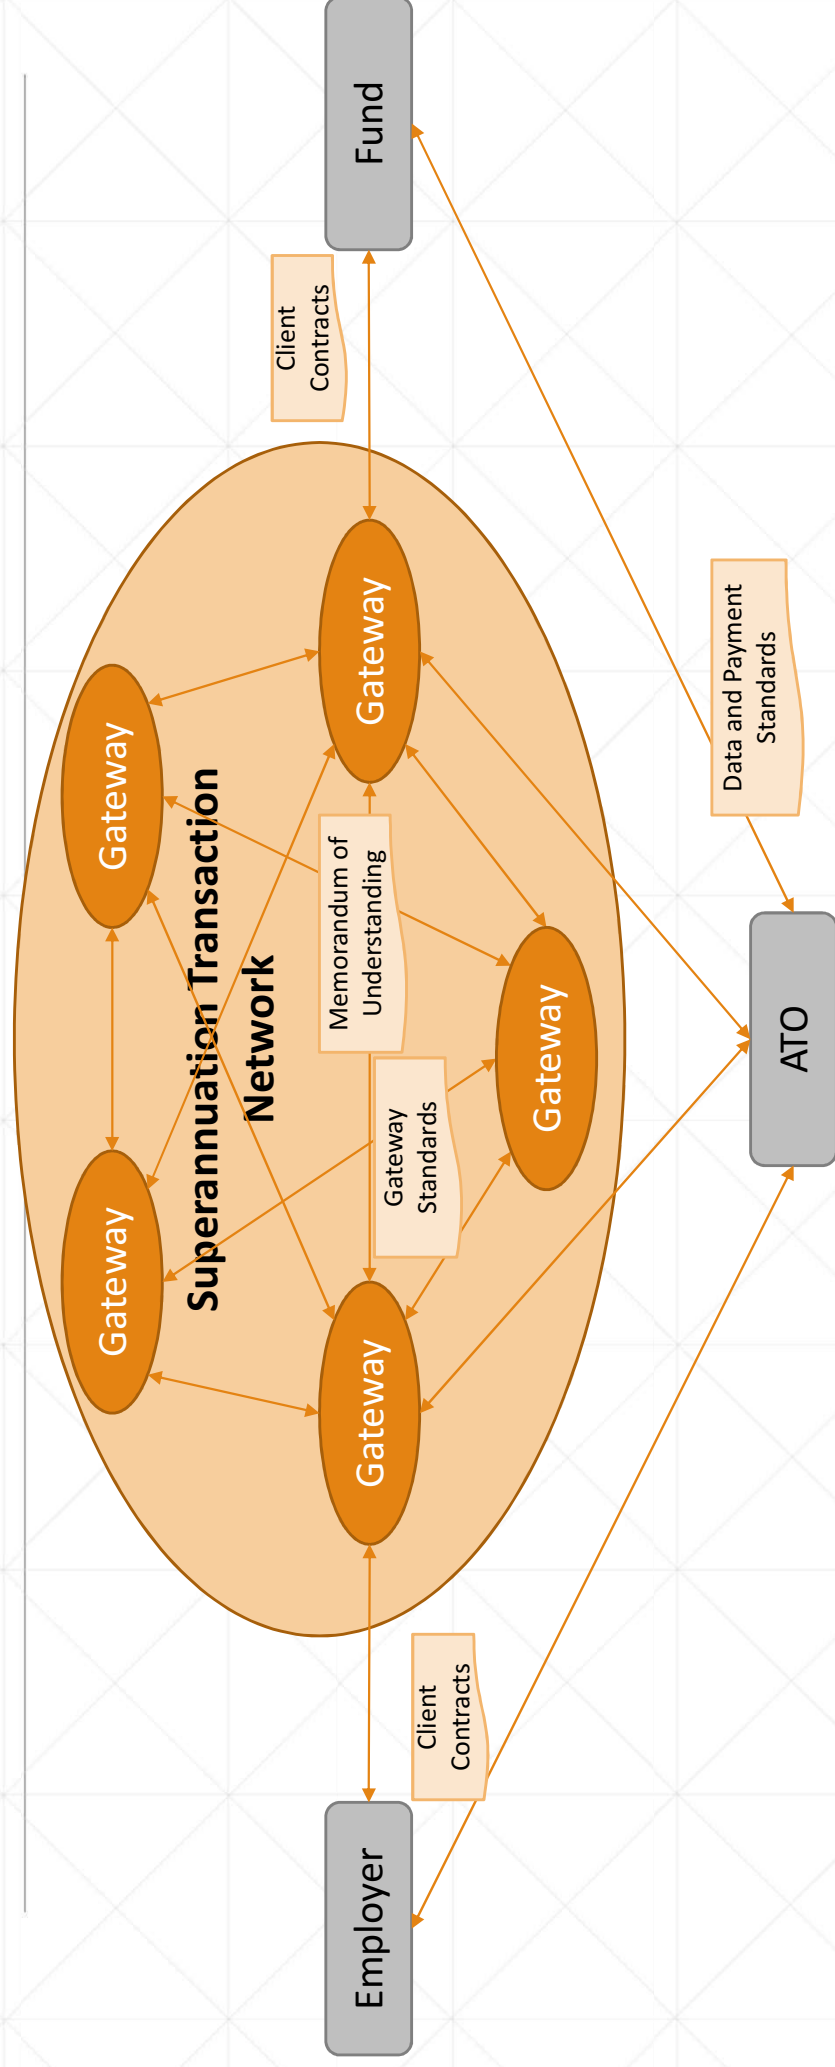 Gateway
Gateway
Superannuation Transaction
Network
Employer
Gateway
Memorandum of
Understanding
Gateway
Client
Contracts
Fund
Client
Contracts
Gateway
Standards
Gateway
Data and Payment
Standards
ATO